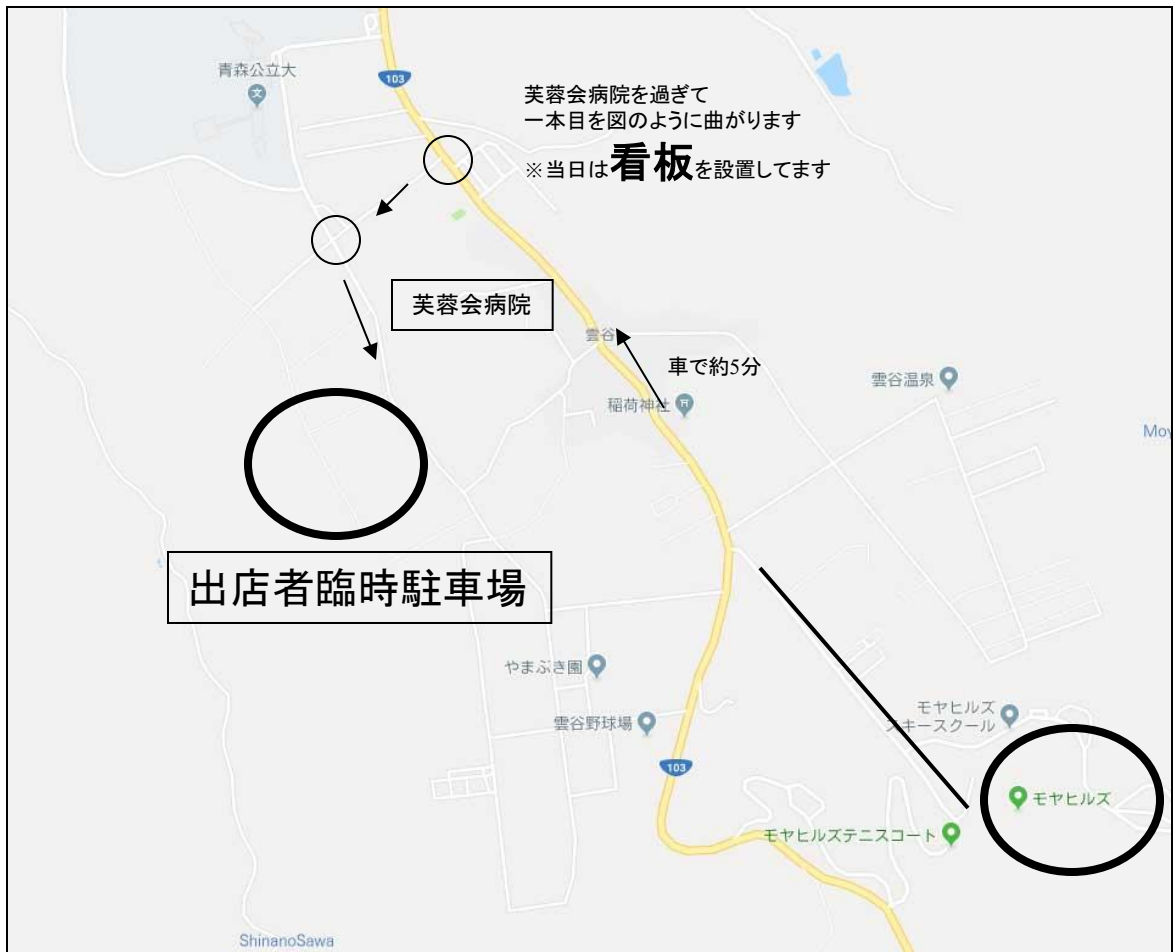 青森公立大
103
芙蓉会病院を過ぎて
一本目を図のように曲がります
※当日は看板を設置してます
芙蓉会病院
雲谷
車で約5分
稲荷神社
雲谷温泉
Moy
出店者臨時駐車場
やまぶき園
雲谷野球場
モヤヒルズ
スキースクール
103
モヤヒルズ
モヤヒルズテニスコート
ShinanoSawa